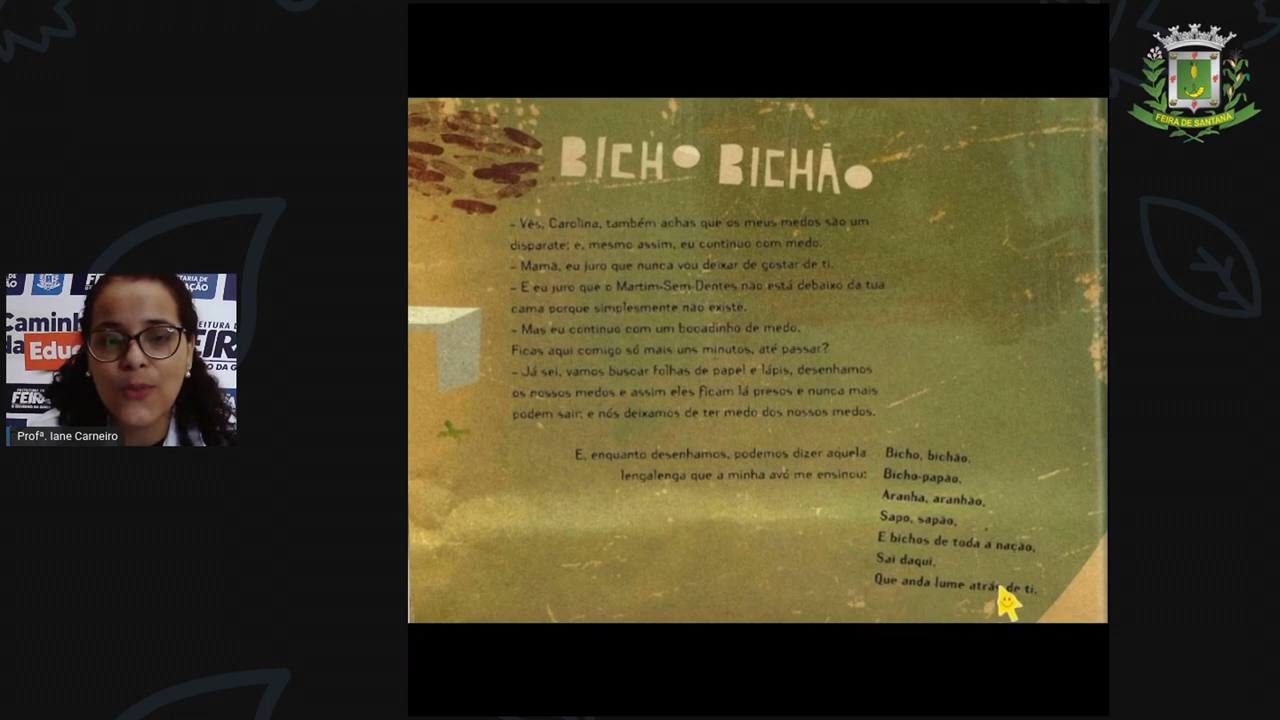 BICHO BICHÃO
- Vês, Carolina, também achas que os meus medos são um
disparate; e, mesmo assim, eu continuo com medo.
- Mamã, eu juro que nunca vou deixar de gostar de ti.
- E eu juro que o Martim-Sem-Dentes não está debaixo da tua
cama porque simplesmente não existe.
- Mas eu continuo com um bocadinho de medo.
Ficas aqui comigo só mais uns minutos, até passar?
- Já sei, vamos buscar folhas de papel e lápis, desenhamos
os nossos medos e assim eles ficam lá presos e nunca mais
podem sair; e nós deixamos de ter medo dos nossos medos.
E, enquanto desenhamos, podemos dizer aquela
lengalenga que a minha avó me ensinou:
Bicho, bichão,
Bicho-papão,
Aranha, aranhão,
Sapo, sapão,
E bichos de toda a nação,
Sai daqui,
Que anda lume atrás de ti.
FEIRA DE SANTANA
Caminh
da Educ
FEIR
Profª. Iane Carneiro